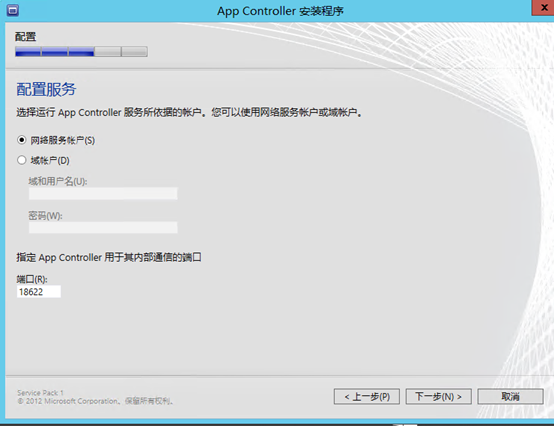 App Controller 安装程序
配置
配置服务
选择运行 App Controller 服务所依据的帐户。您可以使用网络服务帐户或域帐户。
网络服务帐户(S)
域帐户(D)
域和用户名(U):
密码(W):
指定 App Controller 用于其内部通信的端口
端口(R):
18622
Service Pack 1
© 2012 Microsoft Corporation。保留所有权利。
< 上一步(P) 下一步(N) > 取消